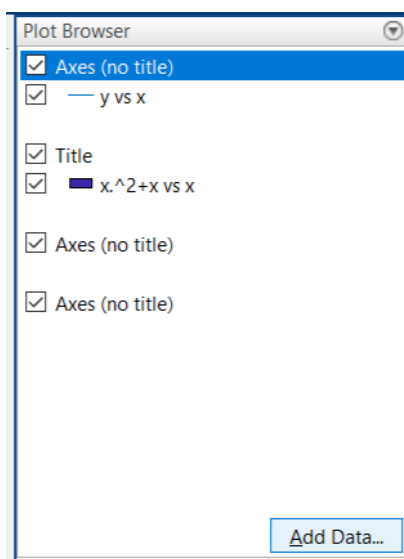 Plot Browser
Axes (no title)
y vs x
Title
x.^2+x vs x
Axes (no title)
Axes (no title)
Add Data...